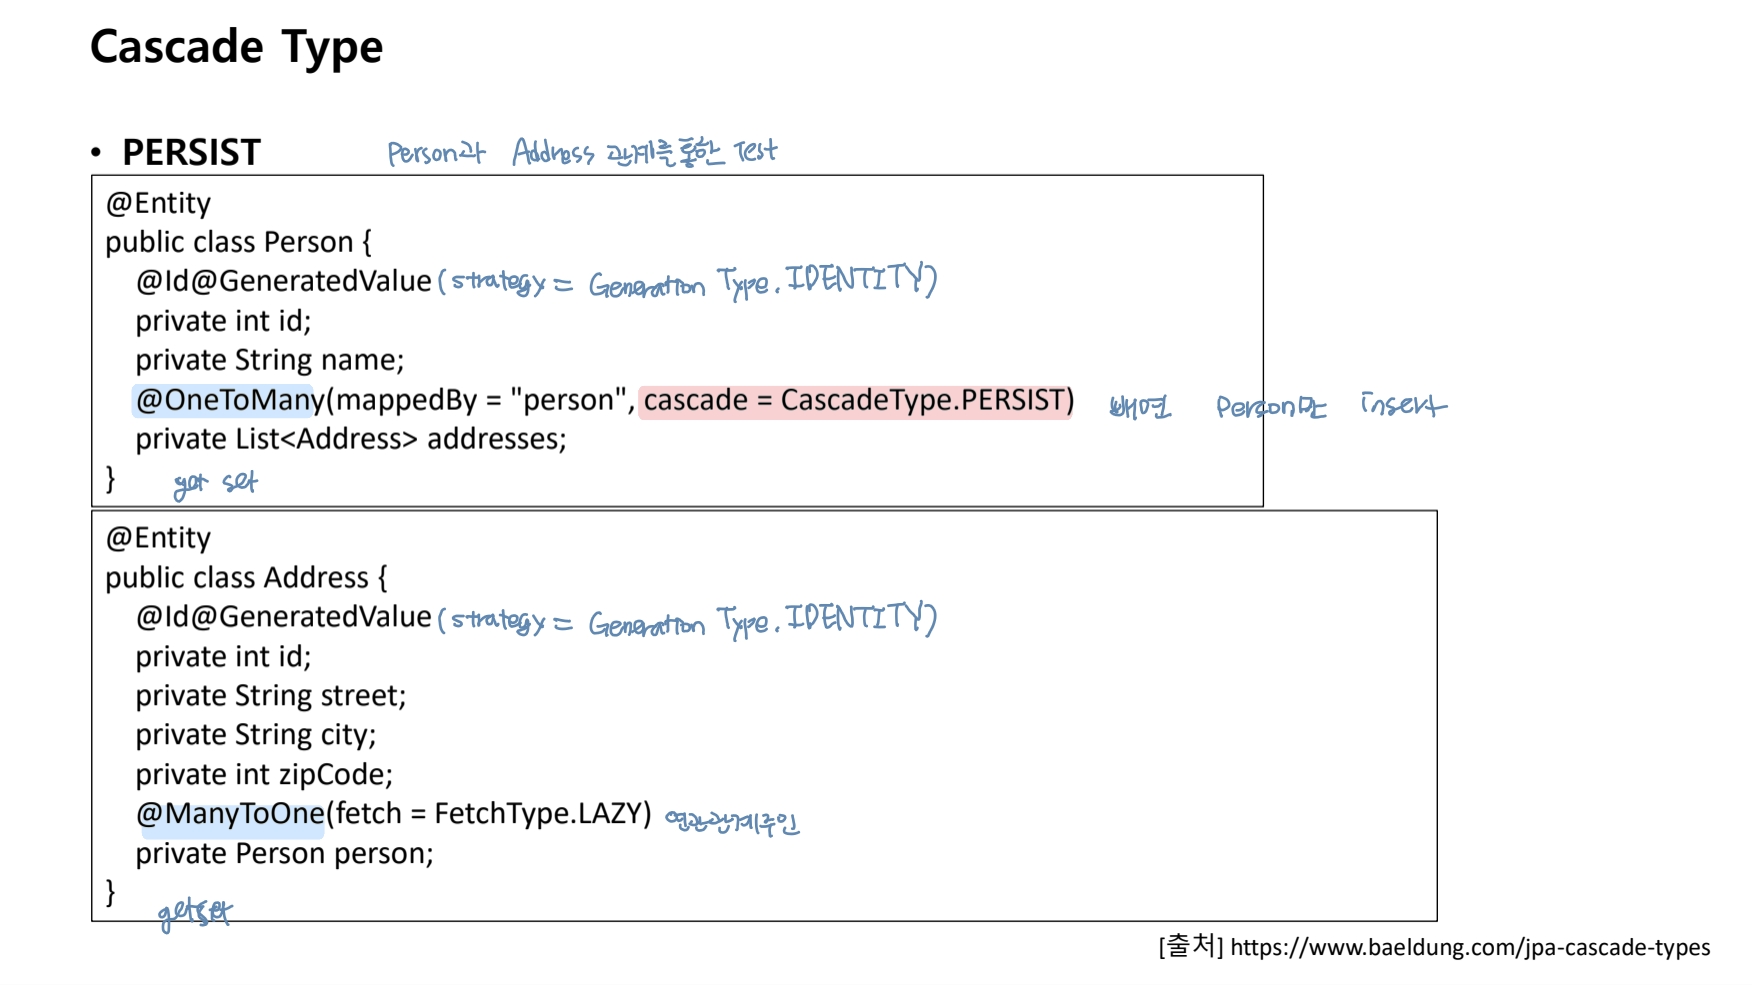 Cascade Type
• PERSIST Person과 Address 관계를 통한 Test
@Entity
public class Person {
@Id@GeneratedValue (strategy = Generation Type. IDENTITY)
private int id;
private String name;
@OneToMany(mappedBy = "person", cascade = CascadeType.PERSIST) 빼면 Person만 insert
private List<Address> addresses;
} get set
@Entity
public class Address {
@Id@GeneratedValue (strategy = Generation Type. IDENTITY)
private int id;
private String street;
private String city;
private int zipCode;
@ManyToOne(fetch = FetchType.LAZY) 연관관계주인
private Person person;
}
getset
[출처] https://www.baeldung.com/jpa-cascade-types